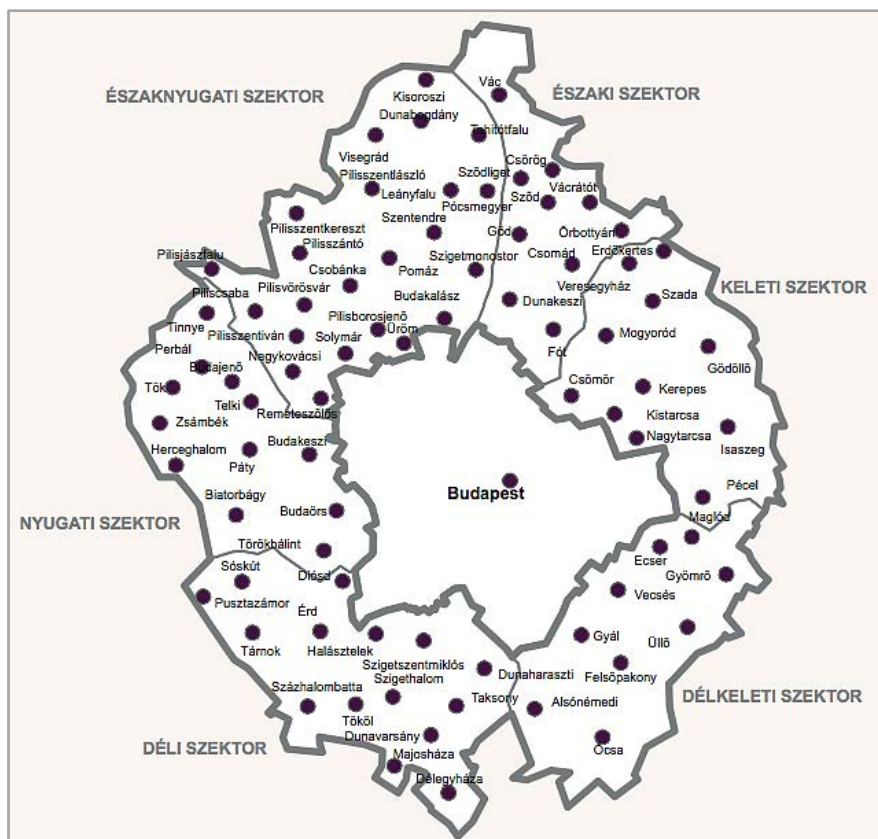 Vác
ÉSZAKNYUGATI SZEKTOR
Kisoroszi
ÉSZAKI SZEKTOR
Dunabogdány
Tahitótfalu
Visegrád
Csörög
Sződliget
Pilisszentlászló
Vácrátót
Leányfalu
Sződ
Pócsmegyer
Szentendre
Pilisszentkereszt
Göd
Őrbottyán
Pilisszántó
Erdőkertes
Csomád
Pilisjászfalu
Szigetmonostor
Csobánka
Pomáz
Veresegyház
Pilisvörösvár
KELETI SZEKTOR
Piliscsaba
Budakalász
Szada
Dunakeszi
Pilisborosjenő
Tinnye
Üröm
Pilisszentiván
Solymár
Mogyoród
Perbál
Fót
Gödöllő
Nagykovácsi
Budajenő
Csömör
Tök
Kerepes
Telki
Remeteszőlős
Kistarcsa
Zsámbék
Nagytarcsa
Budakeszi
Herceghalom
Isaszeg
Páty
Pécel
Biatorbágy
Budapest
Budaörs
Maglód
NYUGATI SZEKTOR
Törökbálint
Ecser
Sóskút
Diósd
Gyömrő
Vecsés
Pusztazámor
Érd
Gyál
Üllő
Tárnok
Halásztelek
Szigetszentmiklós
Dunaharaszti
Szigethalom
Felsőpakony
Százhalombatta
DÉLKELETI SZEKTOR
Taksony
Alsónémedi
Tököl
Dunavarsány
DÉLI SZEKTOR
Majosháza
Ócsa
Délegyháza